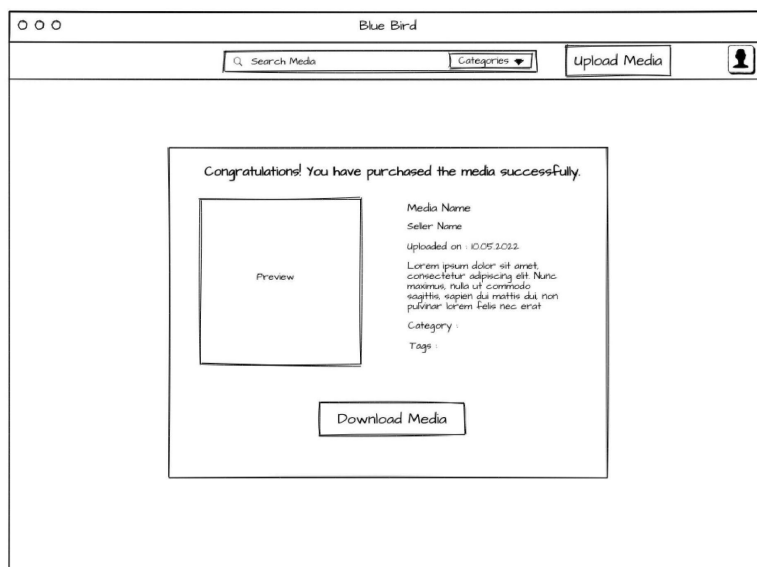 Blue Bird
Search Media
Categories
Upload Media
Congratulations! You have purchased the media successfully.
Preview
Media Name
Seller Name
Uploaded on : 10.05.2022
Lorem ipsum dolor sit amet,
consectetur adipiscing elit. Nunc
maximus, nulla ut commodo
sagittis, sapien dui mattis dui, non
pulvinar lorem felis nec erat
Category :
Tags :
Download Media